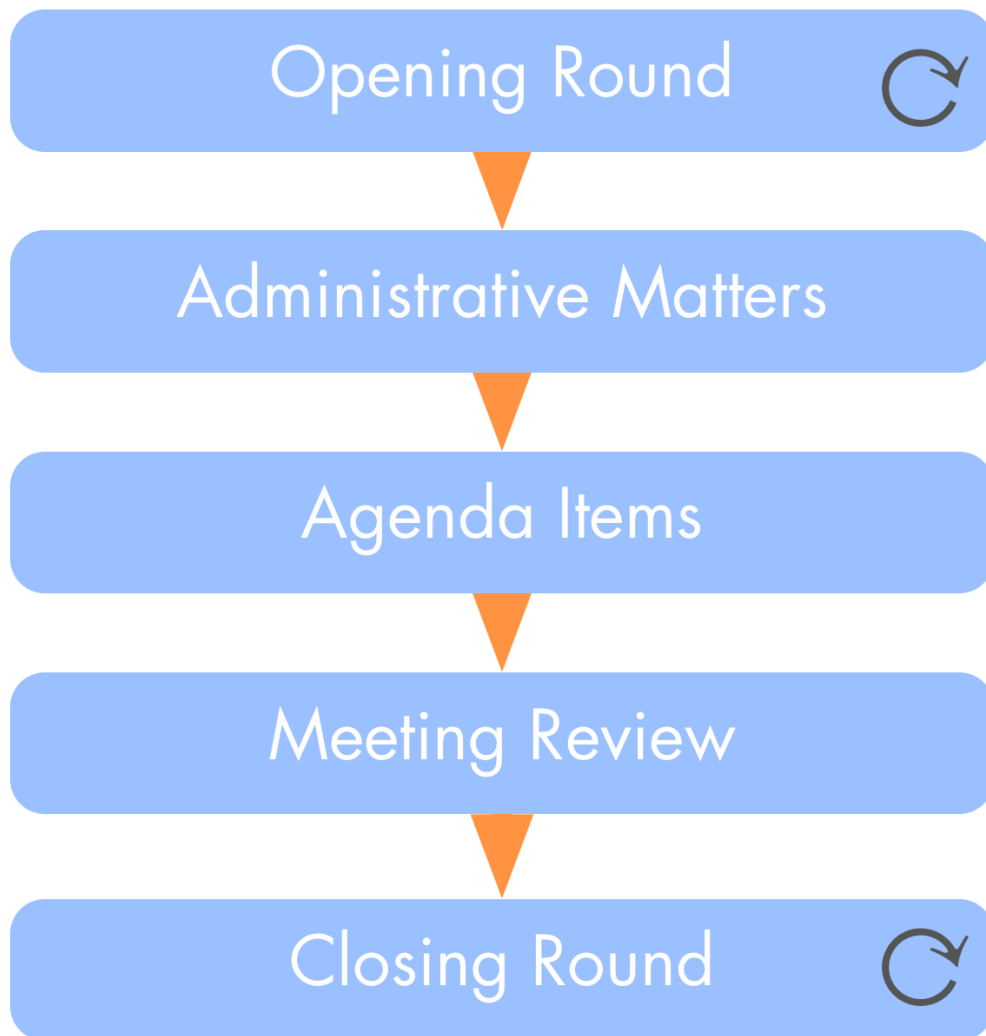 Opening Round
Administrative Matters
Agenda Items
Meeting Review
Closing Round